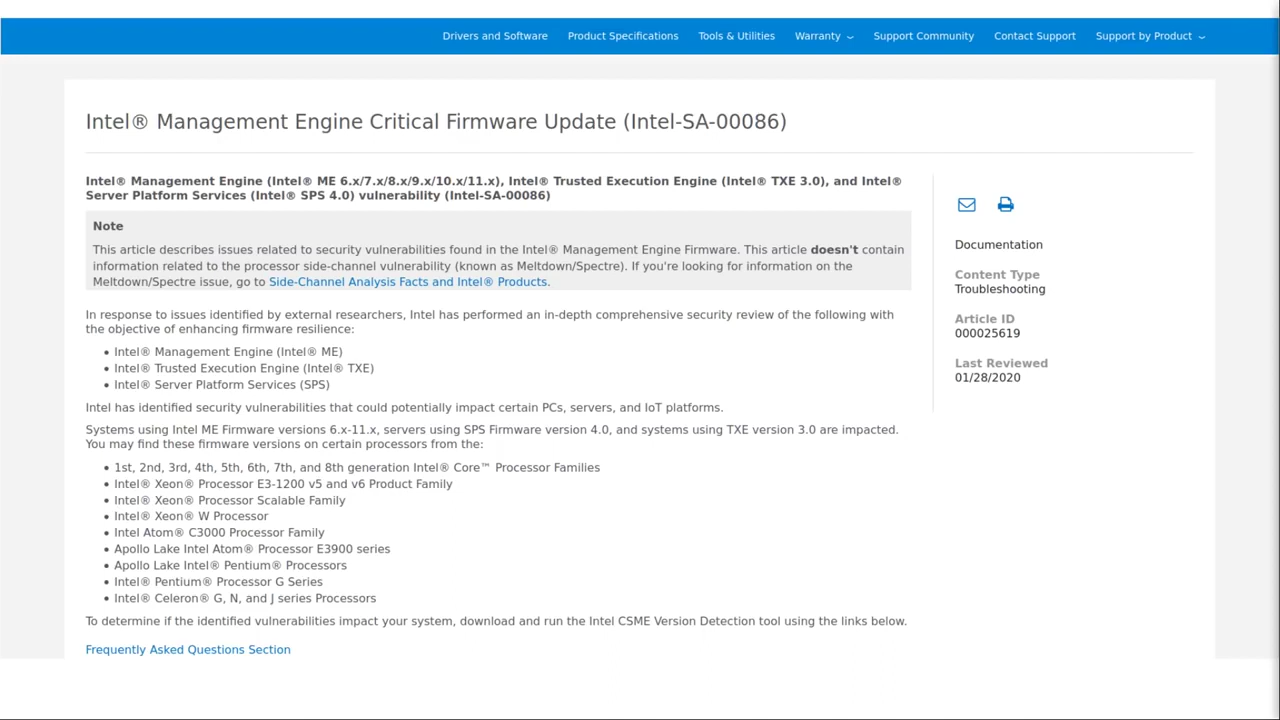 Drivers and Software Product Specifications Tools & Utilities Warranty Support Community Contact Support Support by Product
Intel® Management Engine Critical Firmware Update (Intel-SA-00086)
Intel® Management Engine (Intel® ME 6.x/7.x/8.x/9.x/10.x/11.x), Intel® Trusted Execution Engine (Intel® TXE 3.0), and Intel®
Server Platform Services (Intel® SPS 4.0) vulnerability (Intel-SA-00086)
Note
This article describes issues related to security vulnerabilities found in the Intel® Management Engine Firmware. This article doesn't contain
information related to the processor side-channel vulnerability (known as Meltdown/Spectre). If you're looking for information on the
Meltdown/Spectre issue, go to Side-Channel Analysis Facts and Intel® Products.
In response to issues identified by external researchers, Intel has performed an in-depth comprehensive security review of the following with
the objective of enhancing firmware resilience:
• Intel® Management Engine (Intel® ME)
• Intel® Trusted Execution Engine (Intel® TXE)
• Intel® Server Platform Services (SPS)
Intel has identified security vulnerabilities that could potentially impact certain PCs, servers, and IoT platforms.
Systems using Intel ME Firmware versions 6.x-11.x, servers using SPS Firmware version 4.0, and systems using TXE version 3.0 are impacted.
You may find these firmware versions on certain processors from the:
• 1st, 2nd, 3rd, 4th, 5th, 6th, 7th, and 8th generation Intel® Core™ Processor Families
• Intel® Xeon® Processor E3-1200 v5 and v6 Product Family
• Intel® Xeon® Processor Scalable Family
• Intel® Xeon® W Processor
• Intel Atom® C3000 Processor Family
• Apollo Lake Intel Atom® Processor E3900 series
• Apollo Lake Intel® Pentium® Processors
• Intel® Pentium® Processor G Series
• Intel® Celeron® G, N, and J series Processors
To determine if the identified vulnerabilities impact your system, download and run the Intel CSME Version Detection tool using the links below.
Frequently Asked Questions Section
Documentation
Content Type
Troubleshooting
Article ID
000025619
Last Reviewed
01/28/2020